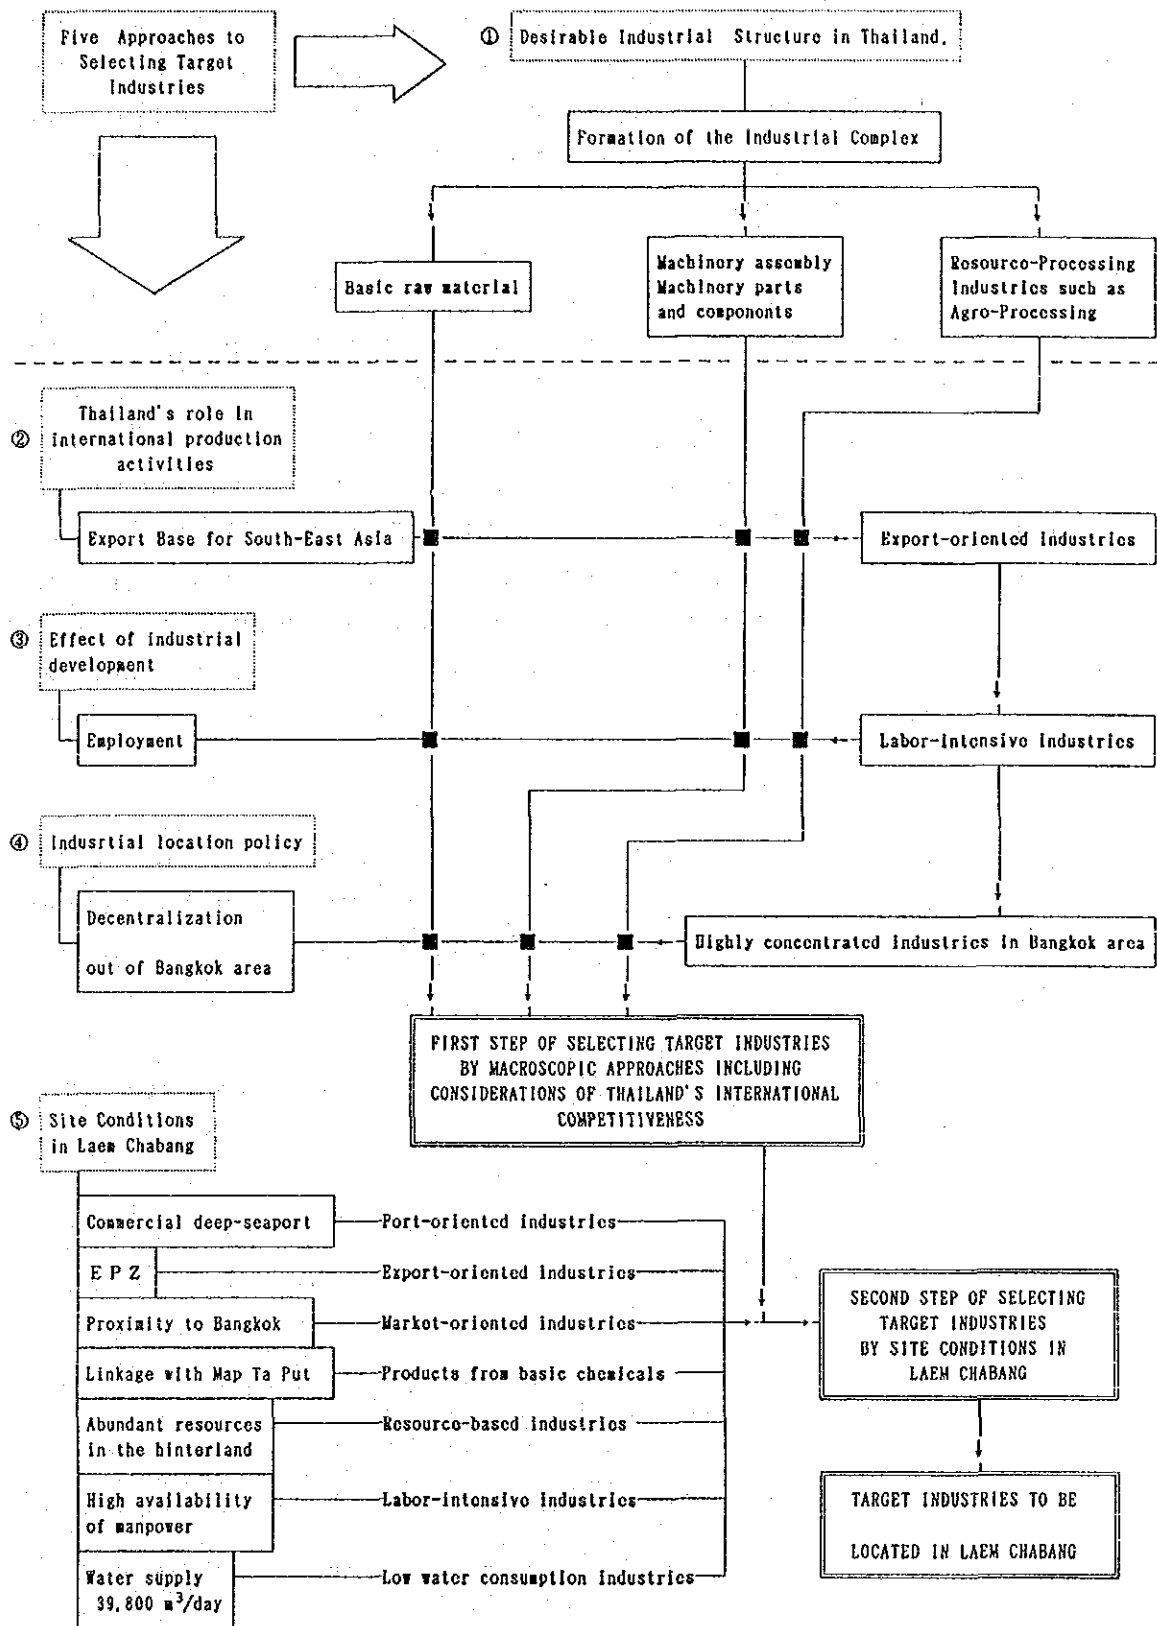 Five Approaches to
Selecting Target
Industries
① Desirable Industrial Structure in Thailand.
Formation of the Industrial Complex
Basic raw material
Machinery assembly
Machinery parts
and components
Resource-Processing
Industries such as
Agro-Processing
② Thailand's role in
international production
activities
Export Base for South-East Asia
Export-oriented industries
③ Effect of industrial
development
Employment
Labor-intensive industries
④ Indusrtial location policy
Decentralization
out of Bangkok area
Highly concentrated industries in Bangkok area
FIRST STEP OF SELECTING TARGET INDUSTRIES
BY MACROSCOPIC APPROACHES INCLUDING
CONSIDERATIONS OF THAILAND'S INTERNATIONAL
COMPETITIVENESS
⑤ Site Conditions
in Laem Chabang
Commercial deep-seaport
Port-oriented industries
E P Z
Export-oriented industries
Proximity to Bangkok
Market-oriented industries
Linkage with Map Ta Put
Products from basic chemicals
Abundant resources
in the hinterland
Resource-based industries
High availability
of manpower
Labor-intensive industries
Water supply
39,800 m³/day
Low water consumption industries
SECOND STEP OF SELECTING
TARGET INDUSTRIES
BY SITE CONDITIONS IN
LAEM CHABANG
TARGET INDUSTRIES TO BE
LOCATED IN LAEM CHABANG